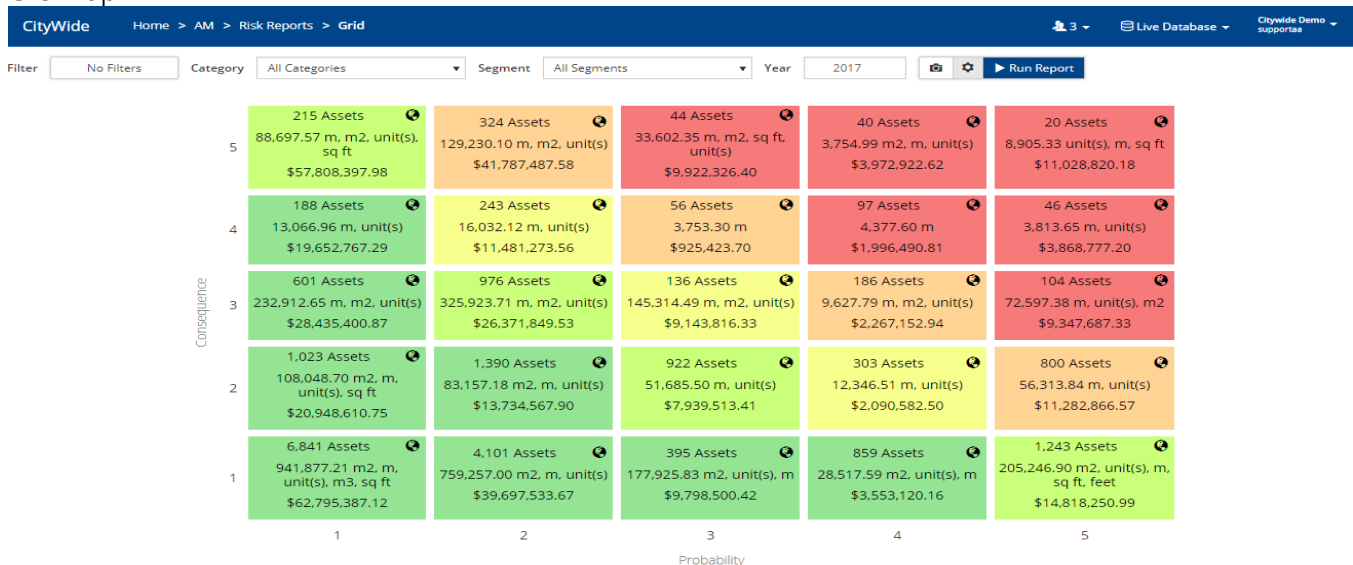 CityWide Home > AM > Risk Reports > Grid 3 Live Database Citywide Demo
supportaa
Filter No Filters Category All Categories Segment All Segments Year 2017 Run Report
215 Assets 324 Assets 44 Assets 40 Assets 20 Assets
5 88,697.57 m, m2, unit(s), sq ft 129,230.10 m, m2, unit(s) 33,602.35 m, m2, sq ft, unit(s) 3,754.99 m2, m, unit(s) 8,905.33 unit(s), m, sq ft
$57,808,397.98 $41,787,487.58 $9,922,326.40 $3,972,922.62 $11,028,820.18
188 Assets 243 Assets 56 Assets 97 Assets 46 Assets
4 13,066.96 m, unit(s) 16,032.12 m, unit(s) 3,753.30 m 4,377.60 m 3,813.65 m, unit(s)
$19,652,767.29 $11,481,273.56 $925,423.70 $1,996,490.81 $3,868,777.20
Consequence
601 Assets 976 Assets 136 Assets 186 Assets 104 Assets
3 232,912.65 m, m2, unit(s) 325,923.71 m, m2, unit(s) 145,314.49 m, m2, unit(s) 9,627.79 m, m2, unit(s) 72,597.38 m, unit(s), m2
$28,435,400.87 $26,371,849.53 $9,143,816.33 $2,267,152.94 $9,347,687.33
1,023 Assets 1,390 Assets 922 Assets 303 Assets 800 Assets
2 108,048.70 m2, m, unit(s), sq ft 83,157.18 m2, m, unit(s) 51,685.50 m, unit(s) 12,346.51 m, unit(s) 56,313.84 m, unit(s)
$20,948,610.75 $13,734,567.90 $7,939,513.41 $2,090,582.50 $11,282,866.57
6,841 Assets 4,101 Assets 395 Assets 859 Assets 1,243 Assets
1 941,877.21 m2, m, unit(s), m3, sq ft 759,257.00 m2, m, unit(s) 177,925.83 m2, unit(s), m 28,517.59 m2, unit(s), m 205,246.90 m2, unit(s), m, sq ft, feet
$62,795,387.12 $39,697,533.67 $9,798,500.42 $3,553,120.16 $14,818,250.99
1 2 3 4 5
Probability